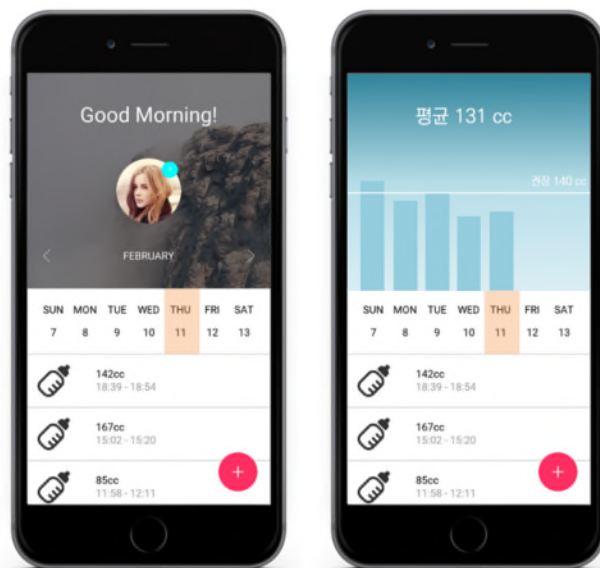 Good Morning!
FEBRUARY
SUN MON TUE WED THU FRI SAT
7 8 9 10 11 12 13
142cc
18:39 - 18:54
167cc
15:02 - 15:20
+
85cc
11:58 - 12:11
평균 131 cc
권장 140 cc
SUN MON TUE WED THU FRI SAT
7 8 9 10 11 12 13
142cc
18:39 - 18:54
167cc
15:02 - 15:20
+
85cc
11:58 - 12:11